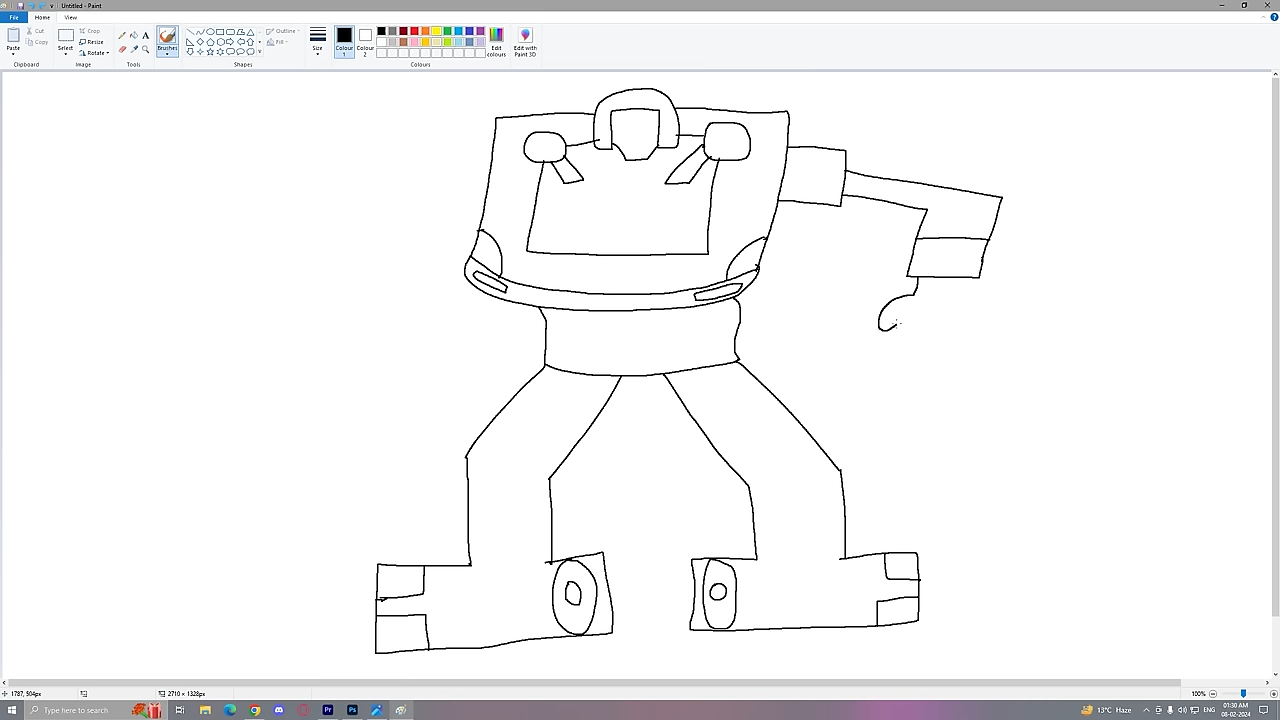 Untitled - Paint
File Home View
Paste Cut Copy Select Crop Resize Rotate Brushes Outline Fill Size Colour 1 Colour 2 Edit colours Edit with Paint 3D
Clipboard Image Tools Shapes Colours
1787, 504px 2710 × 1328px 100%
Type here to search 13°C Haze ENG 01:30 AM 08-02-2024